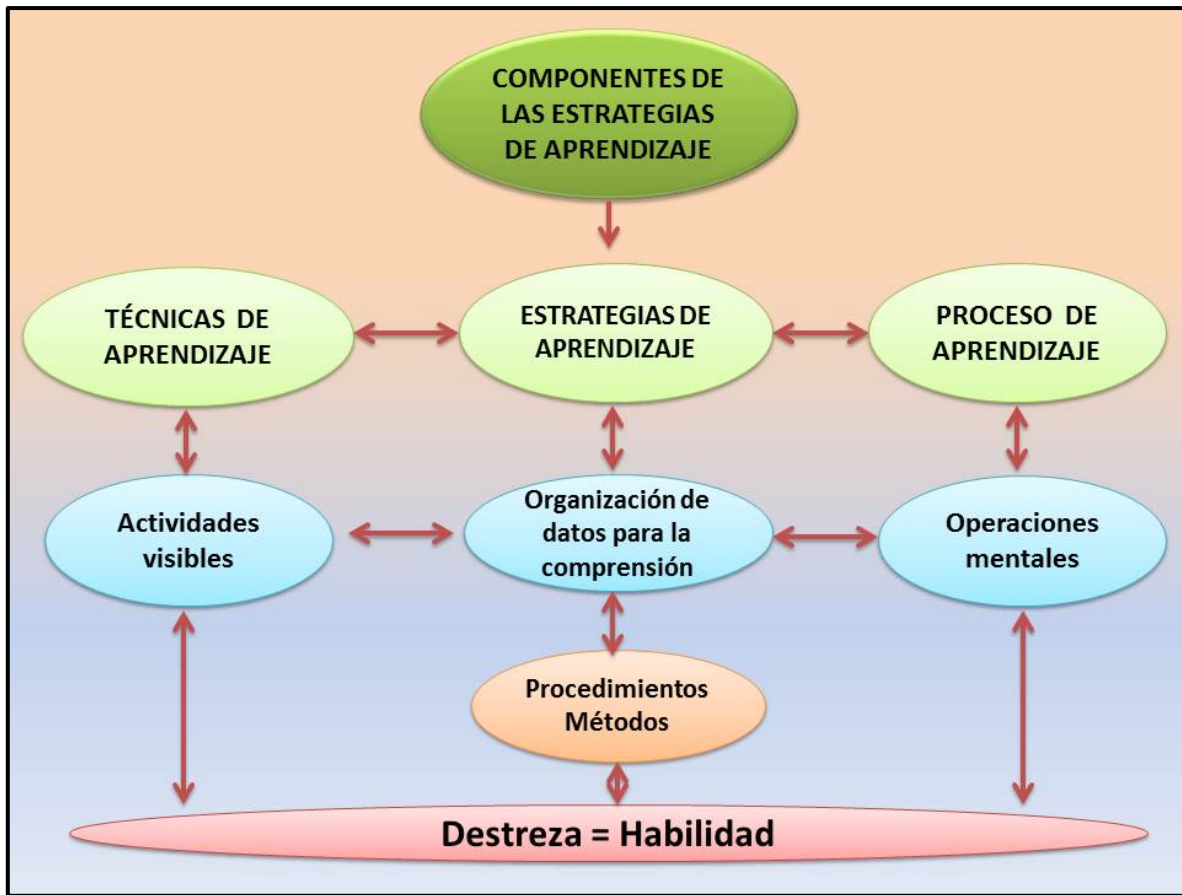 COMPONENTES DE
LAS ESTRATEGIAS
DE APRENDIZAJE
TÉCNICAS DE
APRENDIZAJE
ESTRATEGIAS DE
APRENDIZAJE
PROCESO DE
APRENDIZAJE
Actividades
visibles
Organización de
datos para la
comprensión
Operaciones
mentales
Procedimientos
Métodos
Destreza = Habilidad